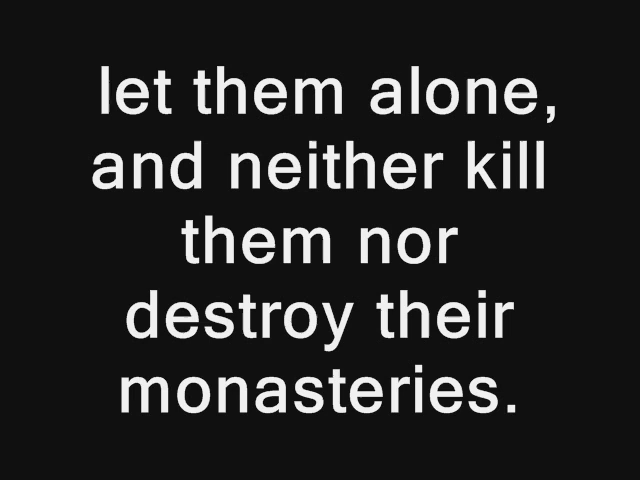 let them alone,
and neither kill
them nor
destroy their
monasteries.